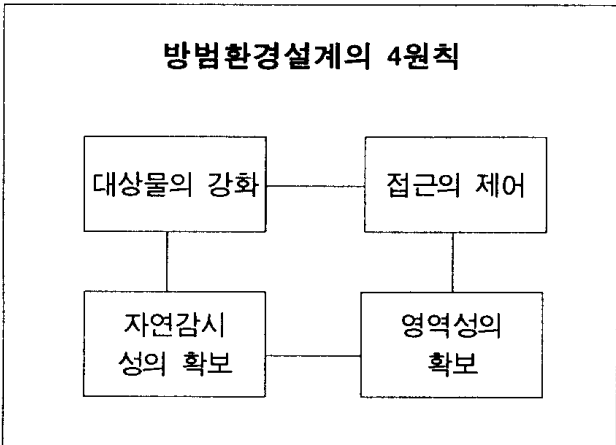 방범환경설계의 4원칙
대상물의 강화
접근의 제어
자연감시
성의 확보
영역성의
확보